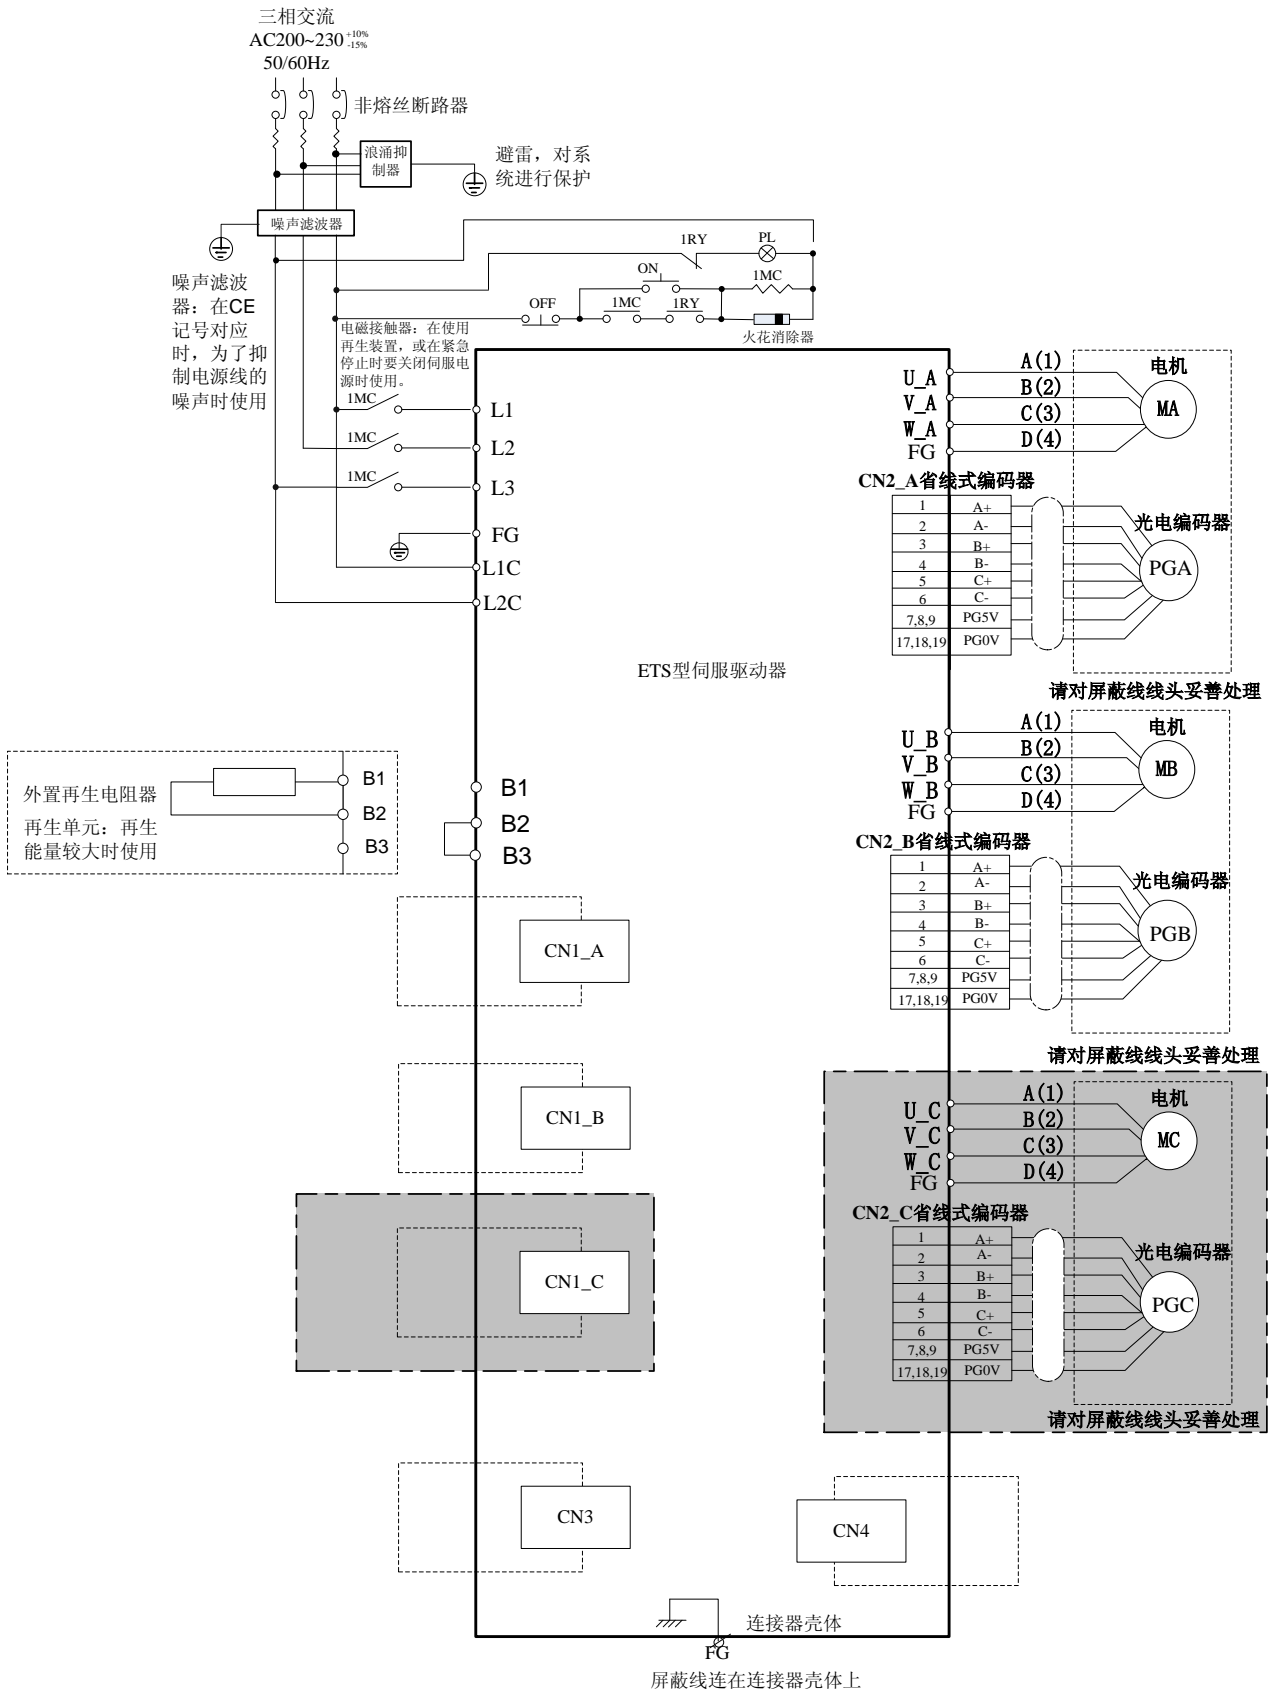 三相交流
AC200~230 +10% -15%
50/60Hz
非熔丝断路器
浪涌抑
制器
避雷，对系
统进行保护
噪声滤波器
噪声滤波
器：在CE
记号对应
时，为了抑
制电源线的
噪声时使用
1RY
PL
ON
1MC
OFF
1MC
1RY
火花消除器
电磁接触器：在使用
再生装置，或在紧急
停止时要关闭伺服电
源时使用。
1MC
L1
1MC
L2
1MC
L3
FG
L1C
L2C
ETS型伺服驱动器
U_A
V_A
W_A
FG
A(1)
B(2)
C(3)
D(4)
电机
MA
CN2_A省线式编码器
1 A+
2 A-
3 B+
4 B-
5 C+
6 C-
7,8,9 PG5V
17,18,19 PG0V
光电编码器
PGA
请对屏蔽线线头妥善处理
U_B
V_B
W_B
FG
A(1)
B(2)
C(3)
D(4)
电机
MB
CN2_B省线式编码器
1 A+
2 A-
3 B+
4 B-
5 C+
6 C-
7,8,9 PG5V
17,18,19 PG0V
光电编码器
PGB
请对屏蔽线线头妥善处理
外置再生电阻器
再生单元：再生
能量较大时使用
B1
B2
B3
B1
B2
B3
CN1_A
CN1_B
CN1_C
U_C
V_C
W_C
FG
A(1)
B(2)
C(3)
D(4)
电机
MC
CN2_C省线式编码器
1 A+
2 A-
3 B+
4 B-
5 C+
6 C-
7,8,9 PG5V
17,18,19 PG0V
光电编码器
PGC
请对屏蔽线线头妥善处理
CN3
CN4
连接器壳体
FG
屏蔽线连在连接器壳体上